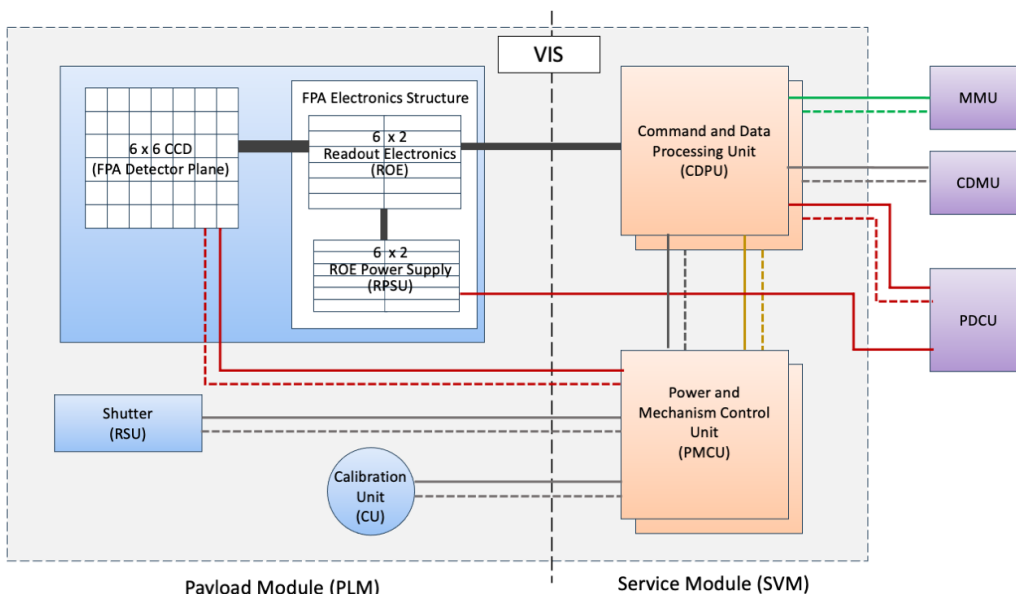 VIS
FPA Electronics Structure
6 x 6 CCD
(FPA Detector Plane)
6 x 2
Readout Electronics
(ROE)
6 x 2
ROE Power Supply
(RPSU)
Command and Data
Processing Unit
(CDPU)
MMU
CDMU
PDCU
Power and
Mechanism Control
Unit
(PMCU)
Shutter
(RSU)
Calibration
Unit
(CU)
Payload Module (PLM)
Service Module (SVM)